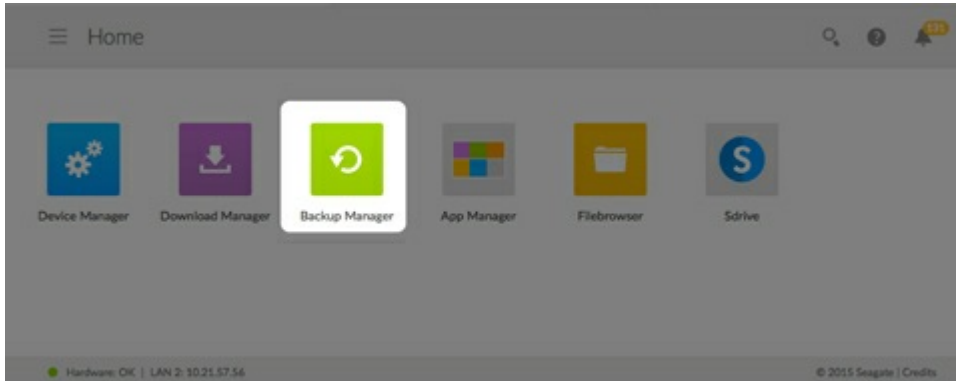 Home
131
Device Manager
Download Manager
Backup Manager
App Manager
Filebrowser
S
Sdrive
Hardware: OK | LAN 2: 10.21.57.56
© 2015 Seagate | Credits